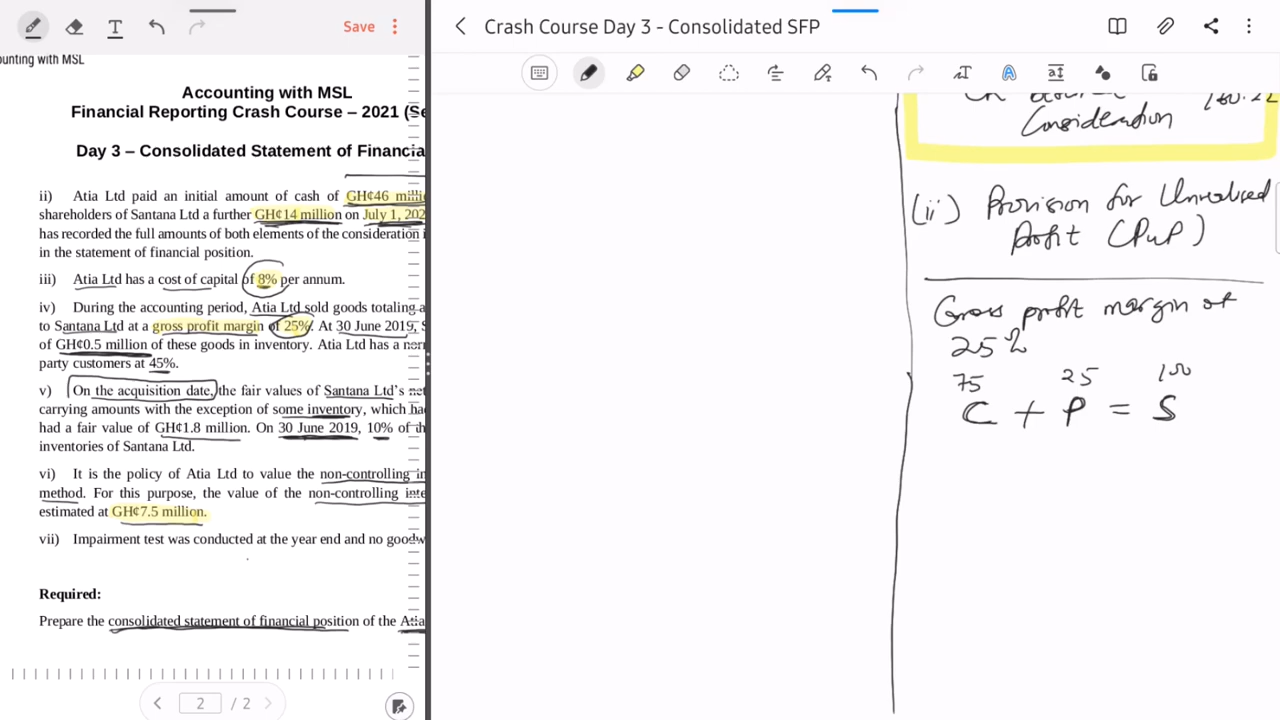 Save
Crash Course Day 3 - Consolidated SFP
unting with MSL
Accounting with MSL
Financial Reporting Crash Course – 2021 (Se
Day 3 – Consolidated Statement of Financia
ii) Atia Ltd paid an initial amount of cash of GH¢46 milli
shareholders of Santana Ltd a further GH¢14 million on July 1, 202
has recorded the full amounts of both elements of the consideration i
in the statement of financial position.
iii) Atia Ltd has a cost of capital of 8% per annum.
iv) During the accounting period, Atia Ltd sold goods totaling a
to Santana Ltd at a gross profit margin of 25%. At 30 June 2019, S
of GH¢0.5 million of these goods in inventory. Atia Ltd has a nor
party customers at 45%.
v) On the acquisition date, the fair values of Santana Ltd's net
carrying amounts with the exception of some inventory, which ha
had a fair value of GH¢1.8 million. On 30 June 2019, 10% of th
inventories of Santana Ltd.
vi) It is the policy of Atia Ltd to value the non-controlling in
method. For this purpose, the value of the non-controlling inte
estimated at GH¢7.5 million.
vii) Impairment test was conducted at the year end and no goodw
Required:
Prepare the consolidated statement of financial position of the Atia
2 / 2
Consideration
(ii) Provision for Unrealised
Profit (PuP)
Gross profit margin of
25%
75 25 100
C + P = S